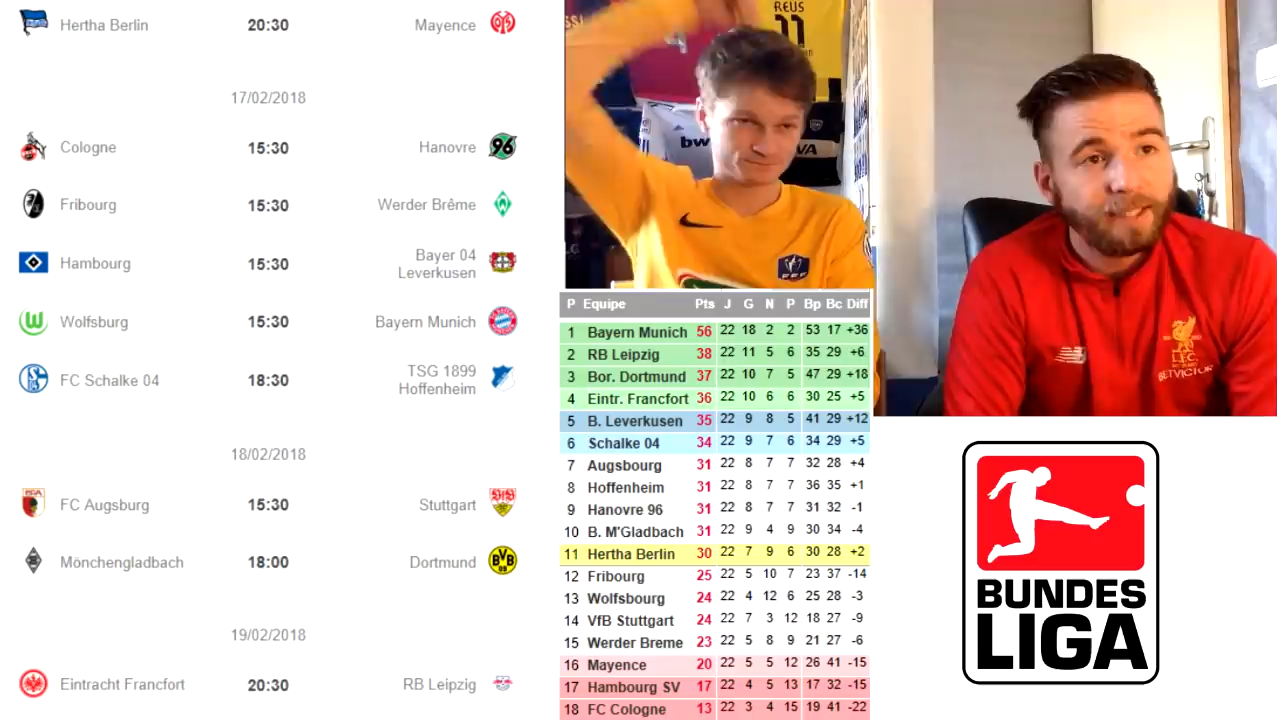 Hertha Berlin 20:30 Mayence
17/02/2018
Cologne 15:30 Hanovre
96
Fribourg 15:30 Werder Brême
Hambourg 15:30 Bayer 04
Leverkusen
Wolfsburg 15:30 Bayern Munich
FC Schalke 04 18:30 TSG 1899
Hoffenheim
18/02/2018
FC Augsburg 15:30 Stuttgart
Mönchengladbach 18:00 Dortmund
BVB
09
19/02/2018
Eintracht Francfort 20:30 RB Leipzig
REUS
11
bw
VA
FFF
L.F.C.
BETVICTOR
P Equipe Pts J G N P Bp Bc Diff
1 Bayern Munich 56 22 18 2 2 53 17 +36
2 RB Leipzig 38 22 11 5 6 35 29 +6
3 Bor. Dortmund 37 22 10 7 5 47 29 +18
4 Eintr. Francfort 36 22 10 6 6 30 25 +5
5 B. Leverkusen 35 22 9 8 5 41 29 +12
6 Schalke 04 34 22 9 7 6 34 29 +5
7 Augsbourg 31 22 8 7 7 32 28 +4
8 Hoffenheim 31 22 8 7 7 36 35 +1
9 Hanovre 96 31 22 8 7 7 31 32 -1
10 B. M'Gladbach 31 22 9 4 9 30 34 -4
11 Hertha Berlin 30 22 7 9 6 30 28 +2
12 Fribourg 25 22 5 10 7 23 37 -14
13 Wolfsbourg 24 22 4 12 6 25 28 -3
14 VfB Stuttgart 24 22 7 3 12 18 27 -9
15 Werder Breme 23 22 5 8 9 21 27 -6
16 Mayence 20 22 5 5 12 26 41 -15
17 Hambourg SV 17 22 4 5 13 17 32 -15
18 FC Cologne 13 22 3 4 15 19 41 -22
BUNDES
LIGA